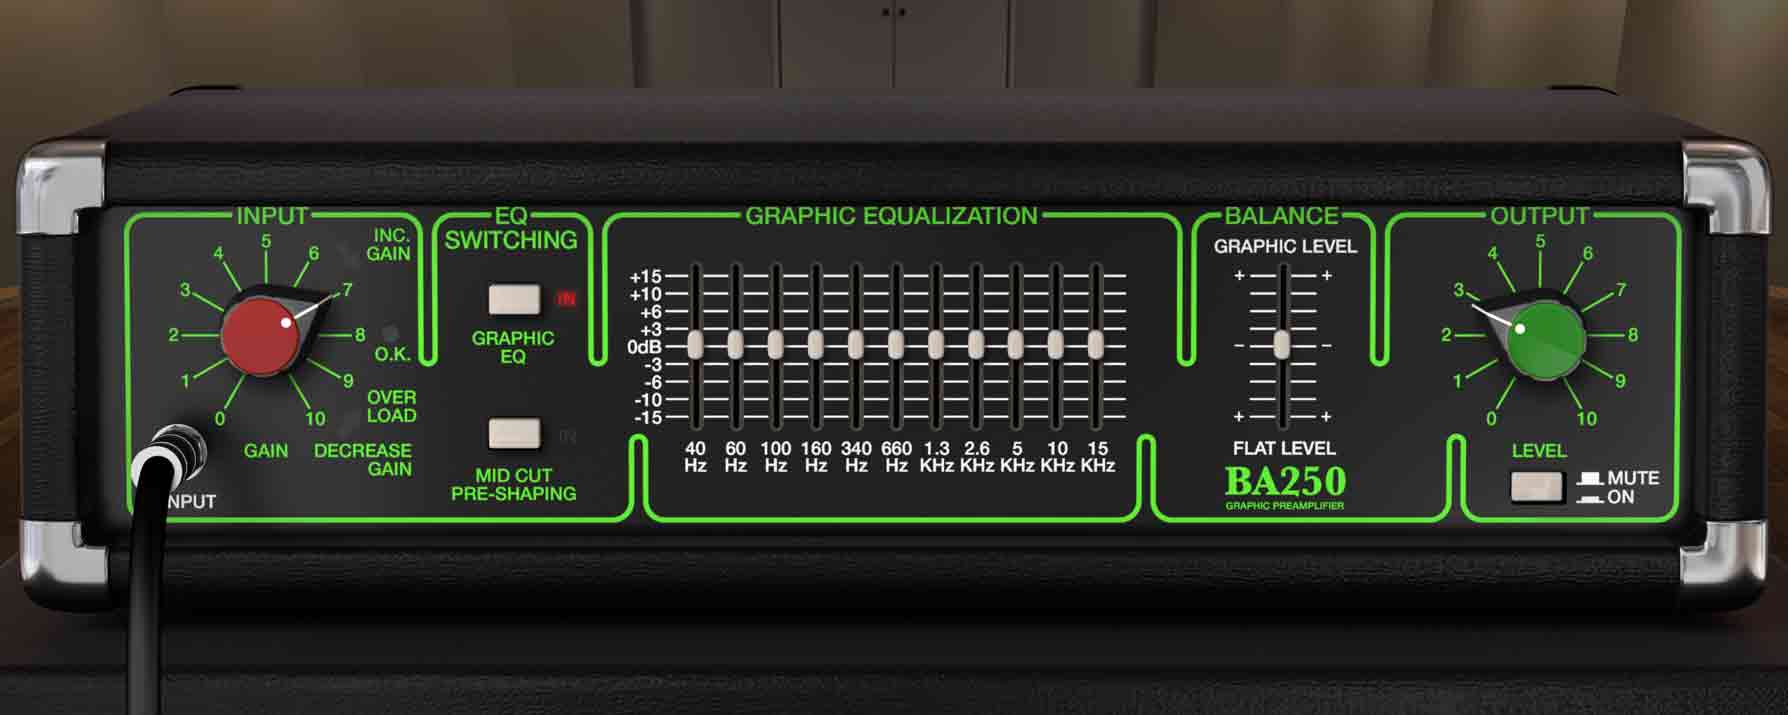 INPUT
5
4
6
3
7
2
8
1
9
0
10
INC.
GAIN
O.K.
OVER
LOAD
GAIN
DECREASE
GAIN
INPUT
EQ
SWITCHING
IN
GRAPHIC
EQ
IN
MID CUT
PRE-SHAPING
GRAPHIC EQUALIZATION
+15
+10
+6
+3
0dB
-3
-6
-10
-15
40 60 100 160 340 660 1.3 2.6 5 10 15
Hz Hz Hz Hz Hz Hz KHz KHz KHz KHz KHz
BALANCE
GRAPHIC LEVEL
+ +
– –
+ +
FLAT LEVEL
BA250
GRAPHIC PREAMPLIFIER
OUTPUT
5
4
6
3
7
2
8
1
9
0
10
LEVEL
MUTE
ON